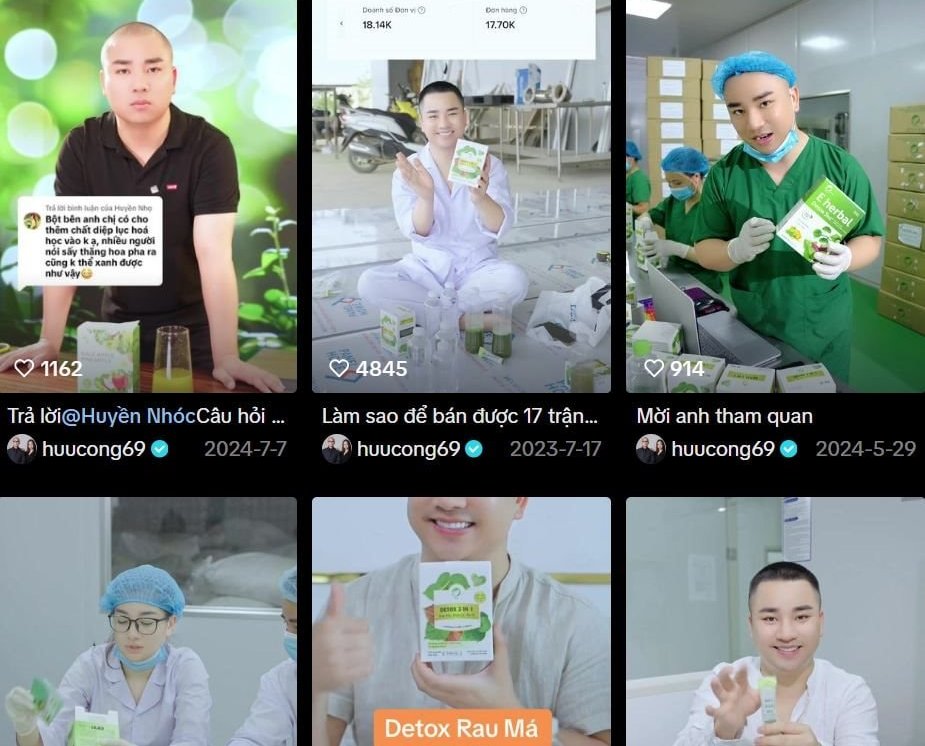 Doanh số Đơn vị
Đơn hàng
18.14K
17.70K
Trả lời bình luận của Huyền Nhọ
Bột bên anh chị có cho
thêm chất diệp lục hoá
học vào k ạ, nhiều người
nói sấy thăng hoa pha ra
cũng k thể xanh được
như vậy
E'herbal
1162
4845
914
Trả lời@Huyền NhócCâu hỏi ...
Làm sao để bán được 17 trận...
Mời anh tham quan
huucong69
2024-7-7
huucong69
2023-7-17
huucong69
2024-5-29
DETOX 3 IN 1
Detox Rau Má